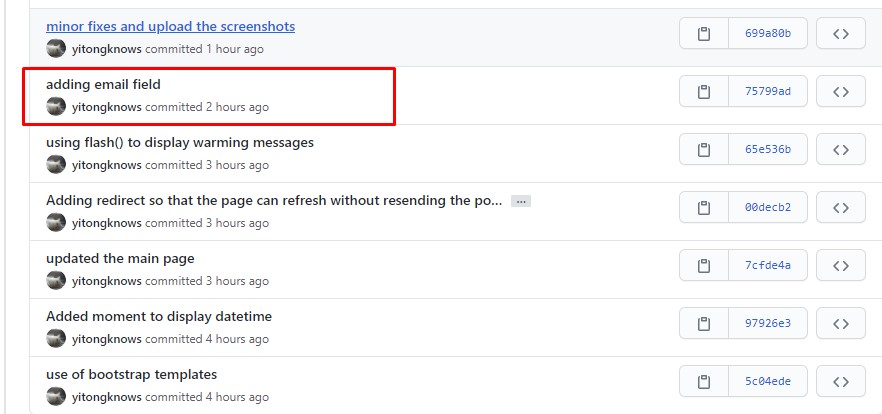 minor fixes and upload the screenshots
yitongknows committed 1 hour ago
699a80b
adding email field
yitongknows committed 2 hours ago
75799ad
using flash() to display warming messages
yitongknows committed 3 hours ago
65e536b
Adding redirect so that the page can refresh without resending the po... ...
yitongknows committed 3 hours ago
00decb2
updated the main page
yitongknows committed 3 hours ago
7cfde4a
Added moment to display datetime
yitongknows committed 4 hours ago
97926e3
use of bootstrap templates
yitongknows committed 4 hours ago
5c04ede